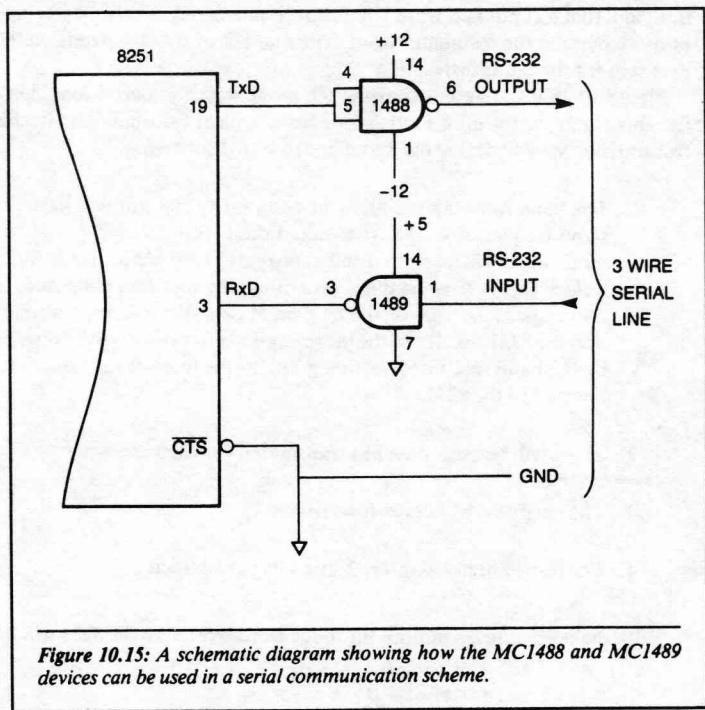 +12
8251
14
RS-232
TxD
4
6
OUTPUT
19
5
1488
1
−12
+5
14
RS-232
INPUT
3 WIRE
SERIAL
LINE
RxD
3
3
1489
1
7
CTS
GND
Figure 10.15: A schematic diagram showing how the MC1488 and MC1489
devices can be used in a serial communication scheme.